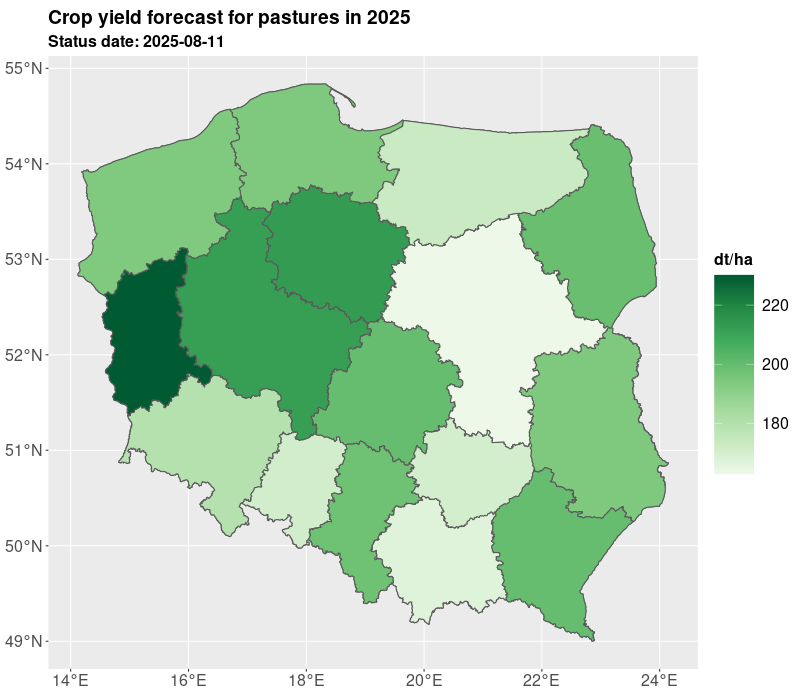 Crop yield forecast for pastures in 2025
Status date: 2025-08-11
55°N
54°N
53°N
52°N
51°N
50°N
49°N
14°E
16°E
18°E
20°E
22°E
24°E
dt/ha
220
200
180